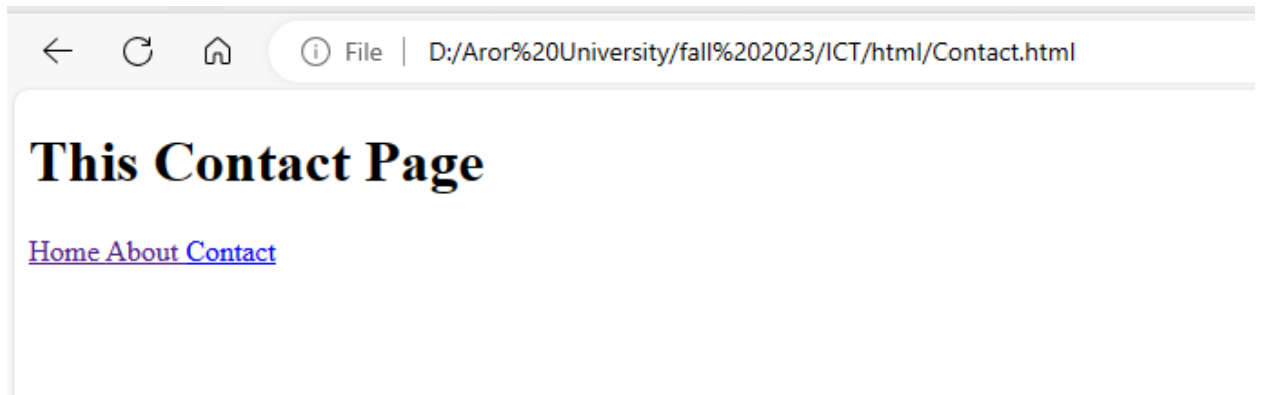 File | D:/Aror%20University/fall%202023/ICT/html/Contact.html
This Contact Page
Home About Contact